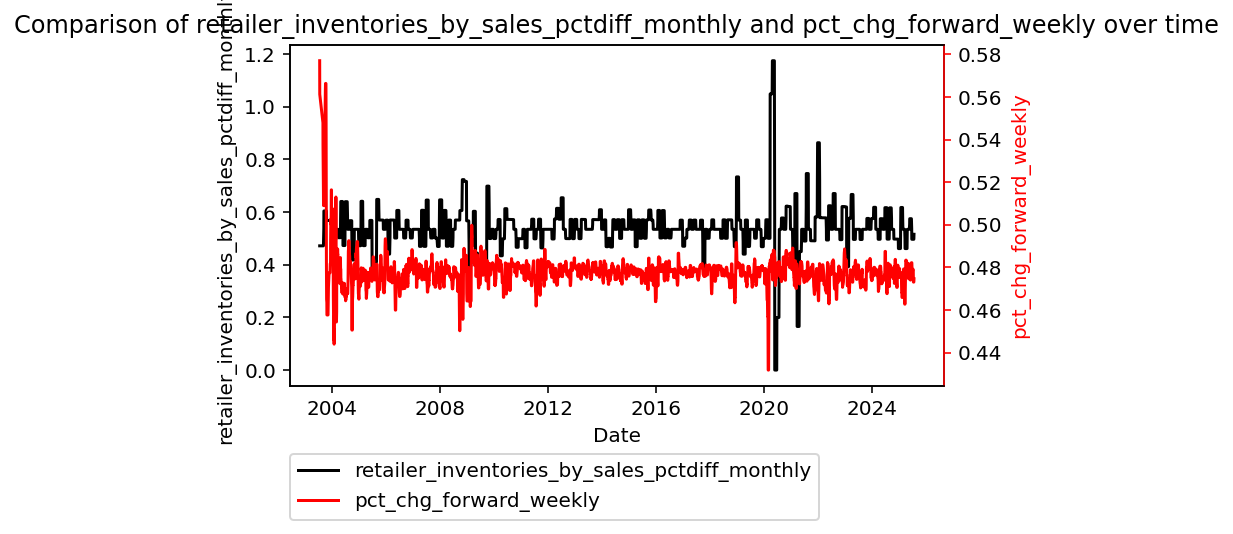 Comparison of retailer_inventories_by_sales_pctdiff_monthly and pct_chg_forward_weekly over time
retailer_inventories_by_sales_pctdiff_monthly
1.2
1.0
0.8
0.6
0.4
0.2
0.0
0.58
0.56
0.54
0.52
0.50
0.48
0.46
0.44
pct_chg_forward_weekly
2004 2008 2012 2016 2020 2024
Date
retailer_inventories_by_sales_pctdiff_monthly
pct_chg_forward_weekly